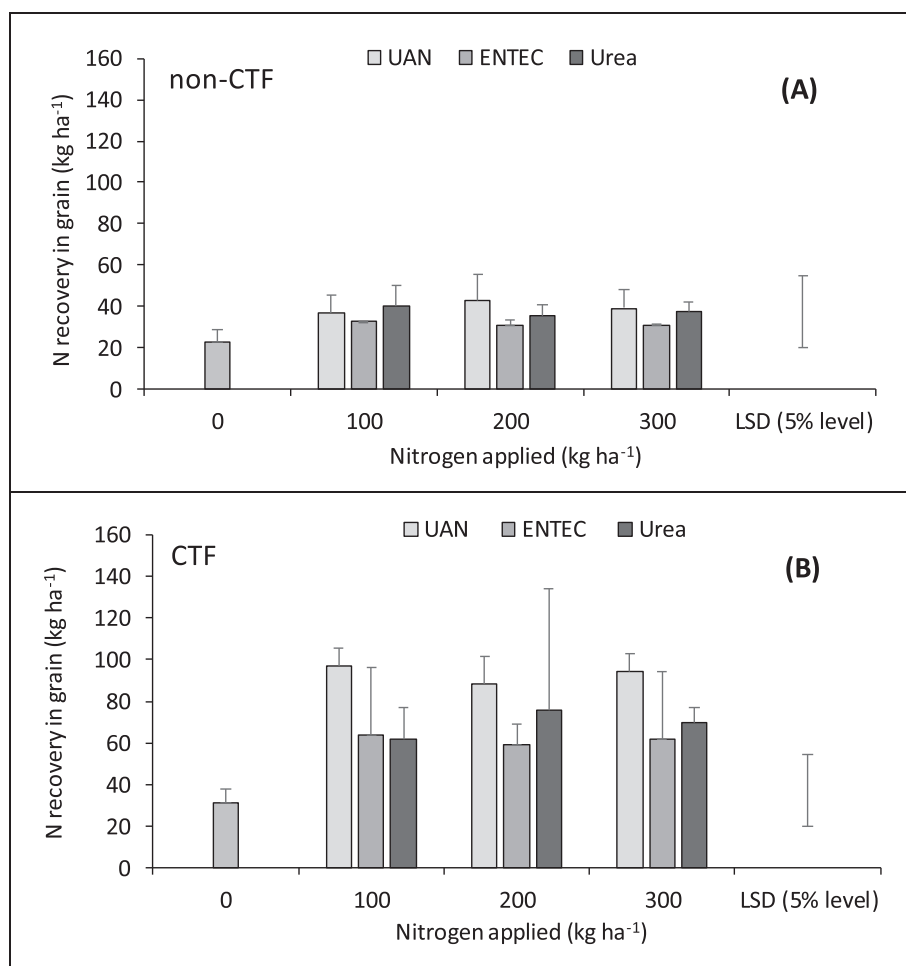 UAN ENTEC Urea
non-CTF
(A)
N recovery in grain (kg ha-1)
160
140
120
100
80
60
40
20
0
0 100 200 300 LSD (5% level)
Nitrogen applied (kg ha-1)
UAN ENTEC Urea
CTF
(B)
N recovery in grain (kg ha-1)
160
140
120
100
80
60
40
20
0
0 100 200 300 LSD (5% level)
Nitrogen applied (kg ha-1)